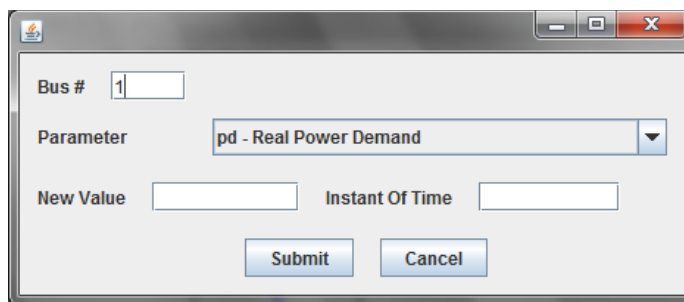 Bus # 1
Parameter pd - Real Power Demand
New Value Instant Of Time
Submit Cancel